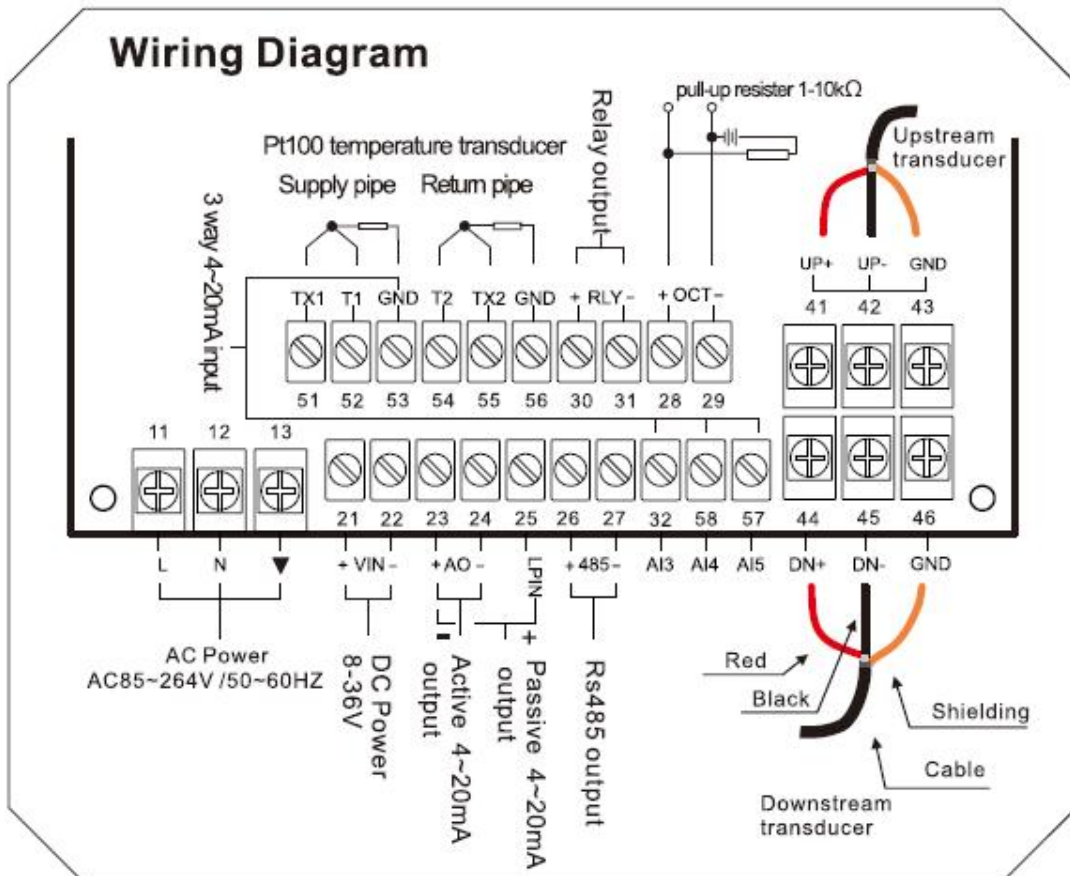 Wiring Diagram
pull-up resister 1-10kΩ
Relay output
Upstream
transducer
Pt100 temperature transducer
Supply pipe Return pipe
3 way 4~20mA input
UP+ UP- GND
41 42 43
TX1 T1 GND T2 TX2 GND + RLY - + OCT -
51 52 53 54 55 56 30 31 28 29
11 12 13
21 22 23 24 25 26 27 32 58 57 44 45 46
L N ▼ + VIN - + AO - LPIN + 485 - AI3 AI4 AI5 DN+ DN- GND
AC Power
AC85~264V /50~60HZ
DC Power
8-36V
- Active 4~20mA
output
+ Passive 4~20mA
output
Rs485 output
Red
Black
Shielding
Cable
Downstream
transducer